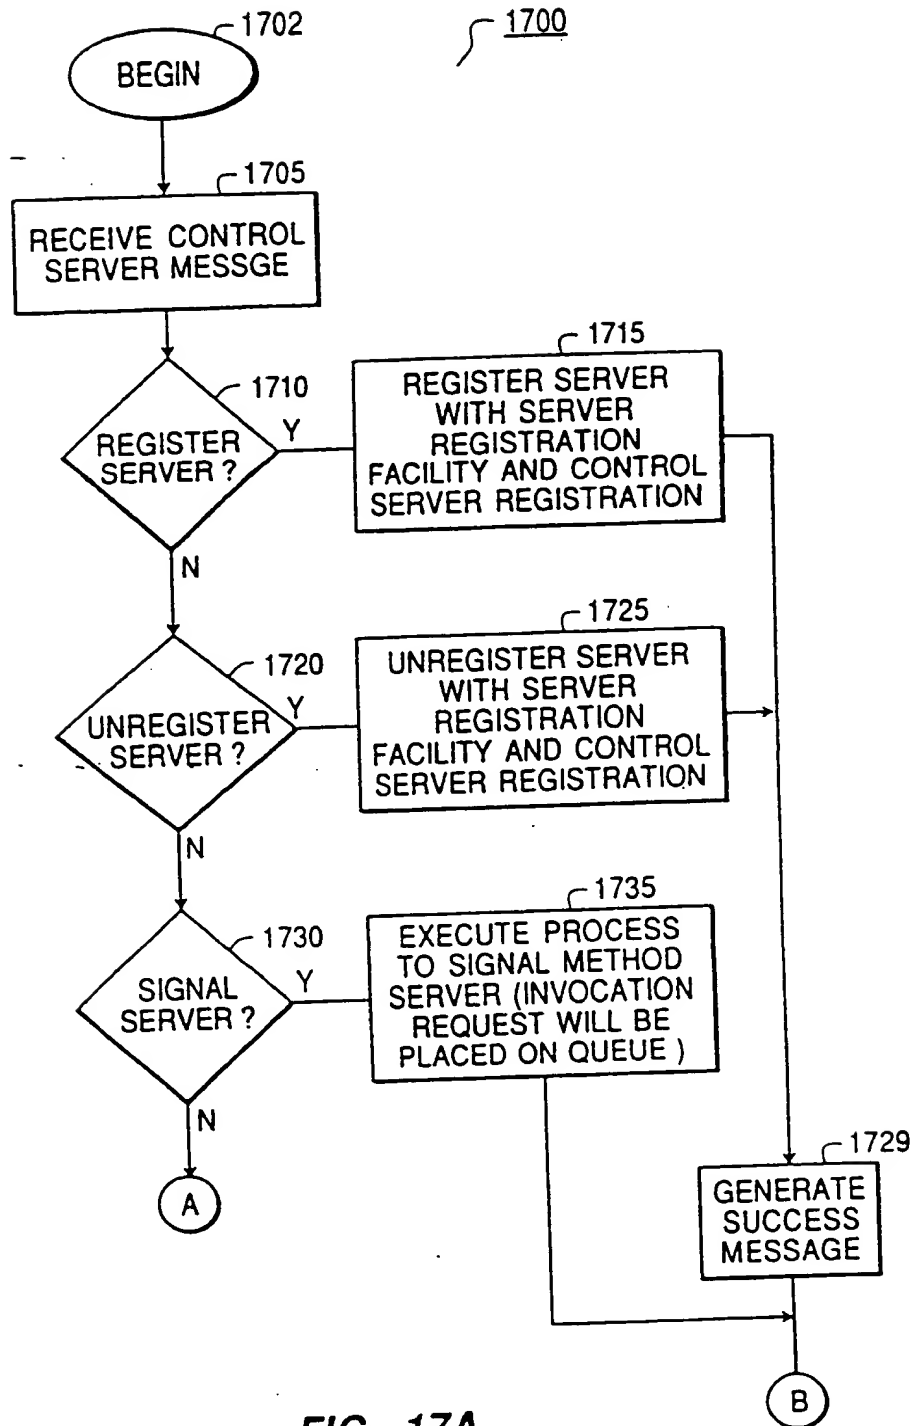 1702
1700
BEGIN
1705
RECEIVE CONTROL
SERVER MESSGE
1710
REGISTER
SERVER ?
Y
N
1715
REGISTER SERVER
WITH SERVER
REGISTRATION
FACILITY AND CONTROL
SERVER REGISTRATION
1720
UNREGISTER
SERVER ?
Y
N
1725
UNREGISTER SERVER
WITH SERVER
REGISTRATION
FACILITY AND CONTROL
SERVER REGISTRATION
1730
SIGNAL
SERVER ?
Y
N
1735
EXECUTE PROCESS
TO SIGNAL METHOD
SERVER (INVOCATION
REQUEST WILL BE
PLACED ON QUEUE )
A
1729
GENERATE
SUCCESS
MESSAGE
B
FIG. 17A